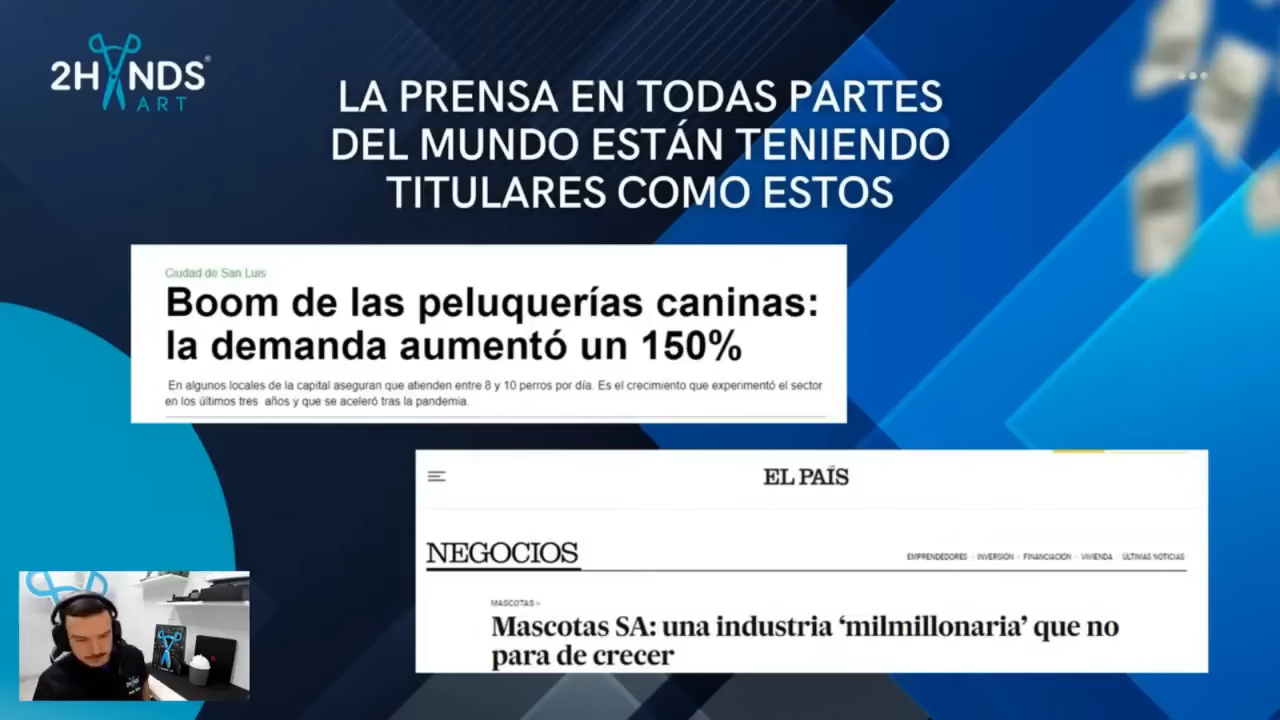 2HANDS®
ART
LA PRENSA EN TODAS PARTES
DEL MUNDO ESTÁN TENIENDO
TITULARES COMO ESTOS
Ciudad de San Luis
Boom de las peluquerías caninas:
la demanda aumentó un 150%
En algunos locales de la capital aseguran que atienden entre 8 y 10 perros por día. Es el crecimiento que experimentó el sector
en los últimos tres años y que se aceleró tras la pandemia.
EL PAÍS
NEGOCIOS
EMPRENDEDORES · INVERSIÓN · FINANCIACIÓN · VIVIENDA · ÚLTIMAS NOTICIAS
MASCOTAS >
Mascotas SA: una industria ‘milmillonaria’ que no
para de crecer